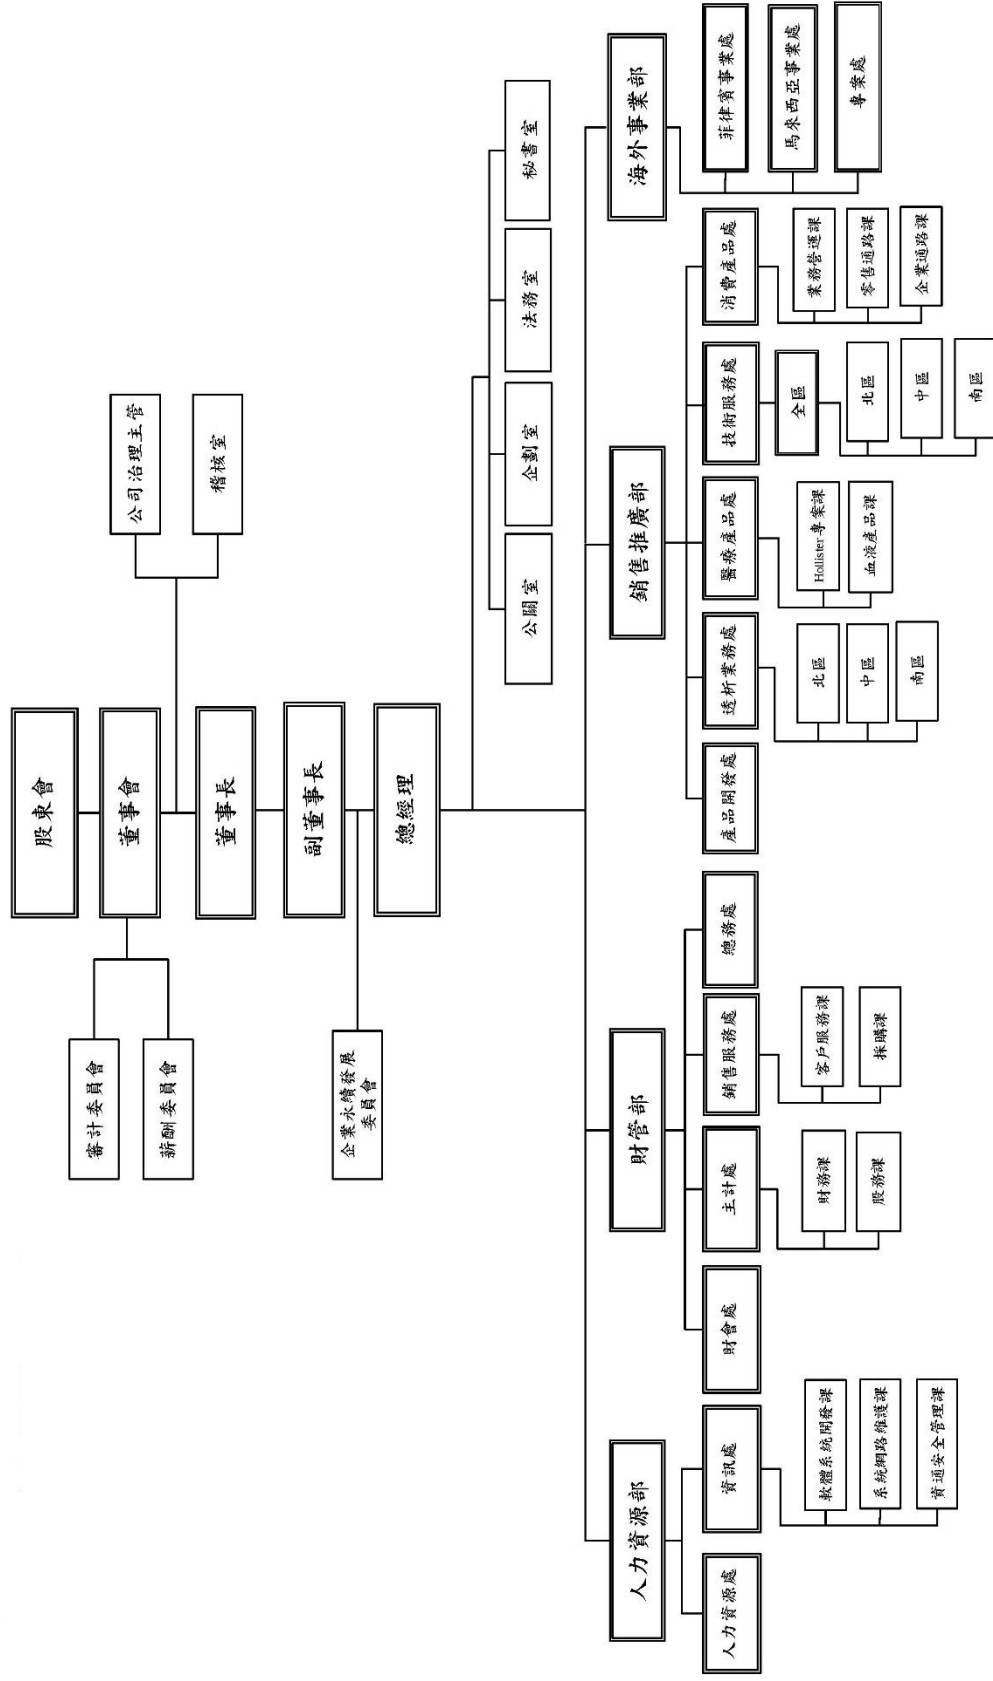 股東會
董事會
審計委員會
薪酬委員會
公司治理主管
稽核室
董事長
副董事長
企業永續發展
委員會
總經理
公關室
企劃室
法務室
秘書室
人力資源部
財管部
銷售推廣部
海外事業部
人力資源處
資訊處
軟體系統開發課
系統網路維護課
資通安全管理課
財會處
主計處
財務課
股務課
銷售服務處
客戶服務課
採購課
總務處
產品開發處
透析業務處
北區
中區
南區
醫療產品處
Hollister專案課
血液產品課
技術服務處
全區
北區
中區
南區
消費產品處
業務營運課
零售通路課
企業通路課
菲律賓事業處
馬來西亞事業處
專案處